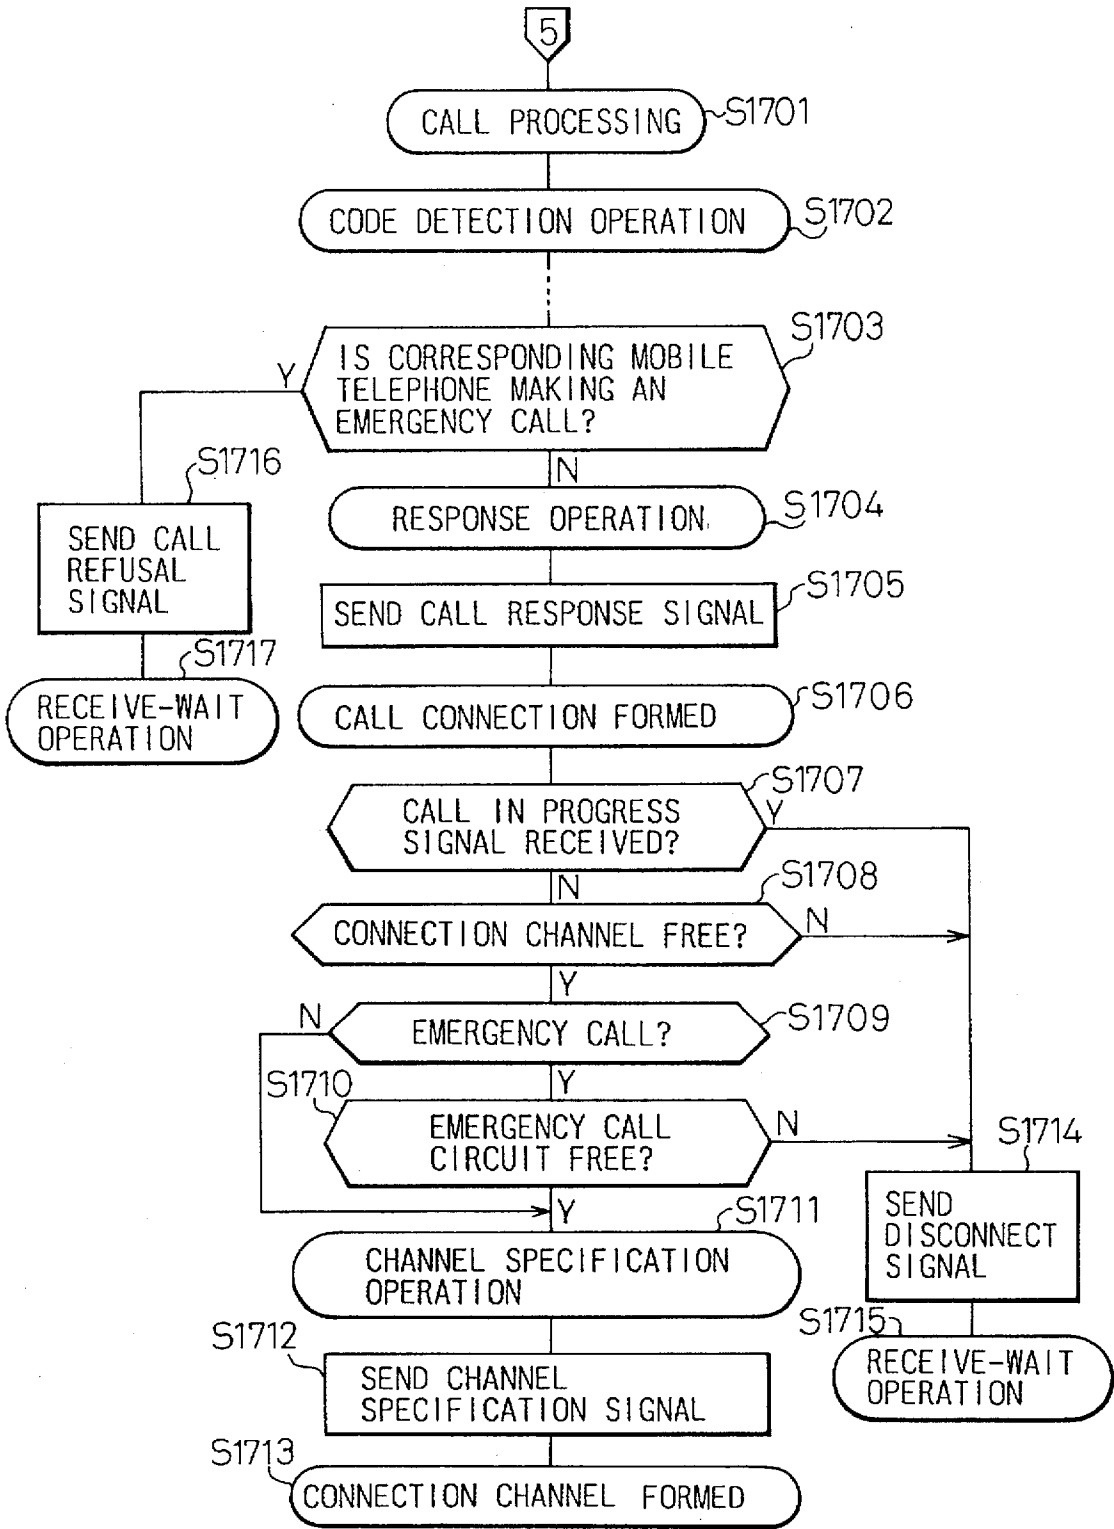 5
CALL PROCESSING
S1701
CODE DETECTION OPERATION
S1702
S1703
IS CORRESPONDING MOBILE
TELEPHONE MAKING AN
EMERGENCY CALL?
Y
N
S1716
SEND CALL
REFUSAL
SIGNAL
S1717
RECEIVE-WAIT
OPERATION
RESPONSE OPERATION
S1704
SEND CALL RESPONSE SIGNAL
S1705
CALL CONNECTION FORMED
S1706
S1707
CALL IN PROGRESS
SIGNAL RECEIVED?
Y
N
S1708
CONNECTION CHANNEL FREE?
N
Y
N
EMERGENCY CALL?
S1709
Y
S1710
EMERGENCY CALL
CIRCUIT FREE?
N
Y
S1714
SEND
DISCONNECT
SIGNAL
S1715
RECEIVE-WAIT
OPERATION
S1711
CHANNEL SPECIFICATION
OPERATION
S1712
SEND CHANNEL
SPECIFICATION SIGNAL
S1713
CONNECTION CHANNEL FORMED